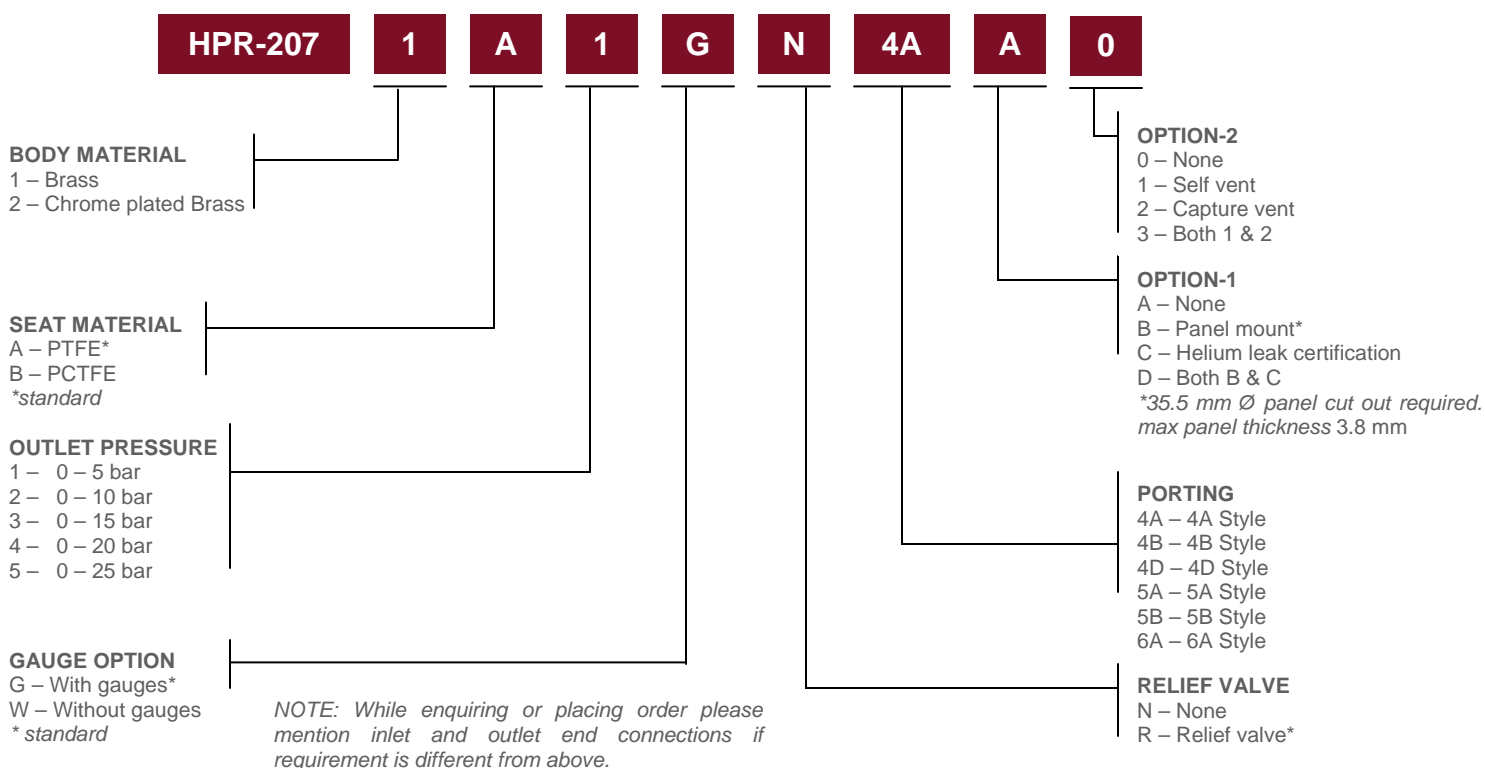 HPR-207 1 A 1 G N 4A A 0
BODY MATERIAL
1 – Brass
2 – Chrome plated Brass
SEAT MATERIAL
A – PTFE*
B – PCTFE
*standard
OUTLET PRESSURE
1 – 0 – 5 bar
2 – 0 – 10 bar
3 – 0 – 15 bar
4 – 0 – 20 bar
5 – 0 – 25 bar
GAUGE OPTION
G – With gauges*
W – Without gauges
* standard
NOTE: While enquiring or placing order please
mention inlet and outlet end connections if
requirement is different from above.
OPTION-2
0 – None
1 – Self vent
2 – Capture vent
3 – Both 1 & 2
OPTION-1
A – None
B – Panel mount*
C – Helium leak certification
D – Both B & C
*35.5 mm Ø panel cut out required.
max panel thickness 3.8 mm
PORTING
4A – 4A Style
4B – 4B Style
4D – 4D Style
5A – 5A Style
5B – 5B Style
6A – 6A Style
RELIEF VALVE
N – None
R – Relief valve*